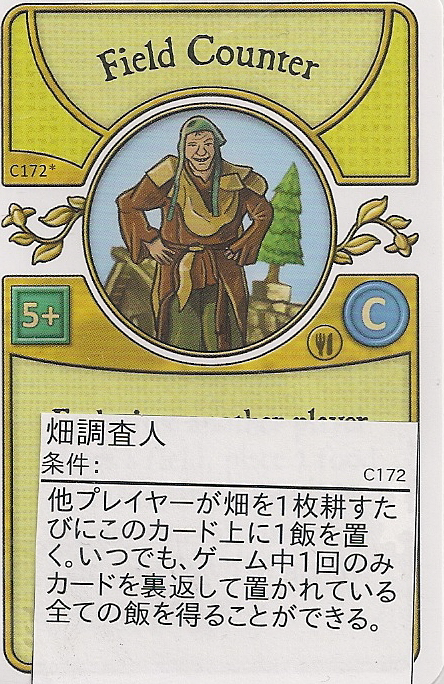 Field Counter
C172*
5+
C
畑調査人
条件:
C172
他プレイヤーが畑を1枚耕すた
びにこのカード上に1飯を置
く。いつでも、ゲーム中1回のみ
カードを裏返して置かれている
全ての飯を得ることができる。